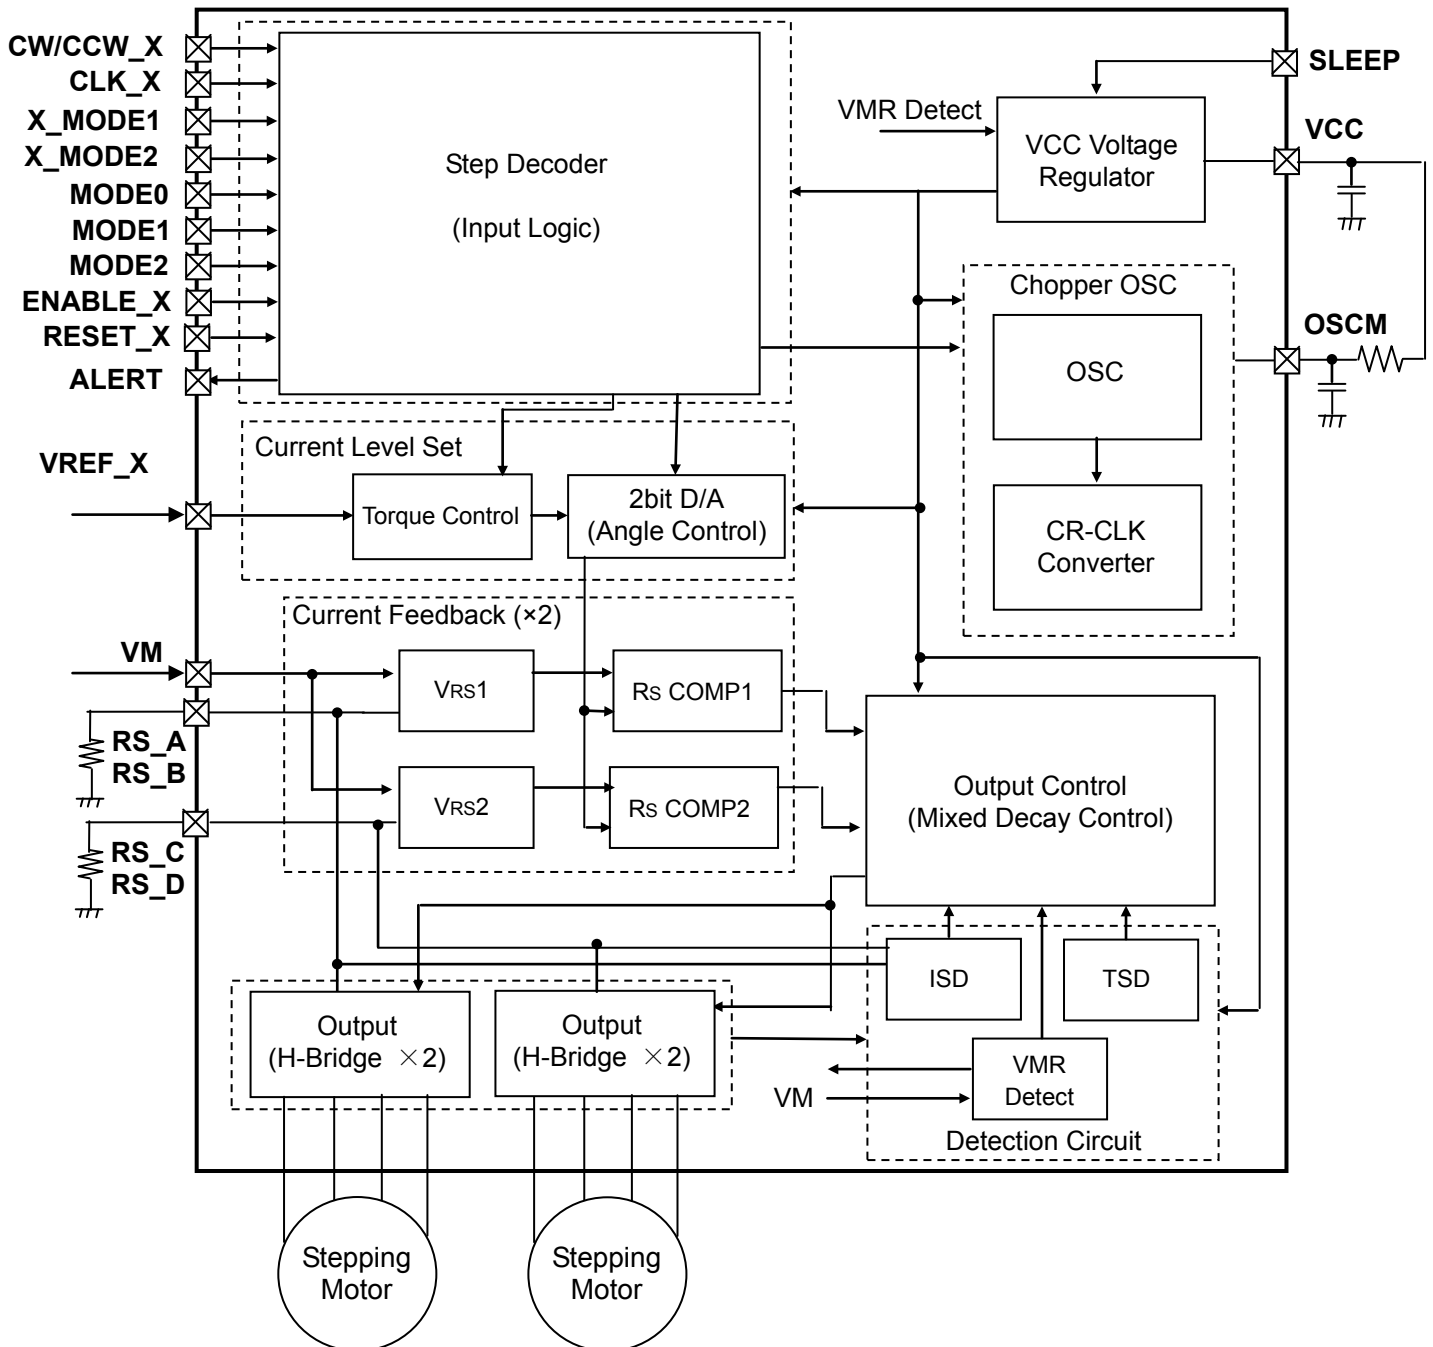 CW/CCW_X
CLK_X
X_MODE1
X_MODE2
MODE0
MODE1
MODE2
ENABLE_X
RESET_X
ALERT
Step Decoder
(Input Logic)
VMR Detect
VCC Voltage
Regulator
SLEEP
VCC
Chopper OSC
OSC
CR-CLK
Converter
OSCM
VREF_X
Current Level Set
Torque Control
2bit D/A
(Angle Control)
Current Feedback (×2)
VM
VRS1
RS COMP1
RS_A
RS_B
VRS2
RS COMP2
RS_C
RS_D
Output Control
(Mixed Decay Control)
ISD
TSD
VMR
Detect
VM
Detection Circuit
Output
(H-Bridge ×2)
Output
(H-Bridge ×2)
Stepping
Motor
Stepping
Motor